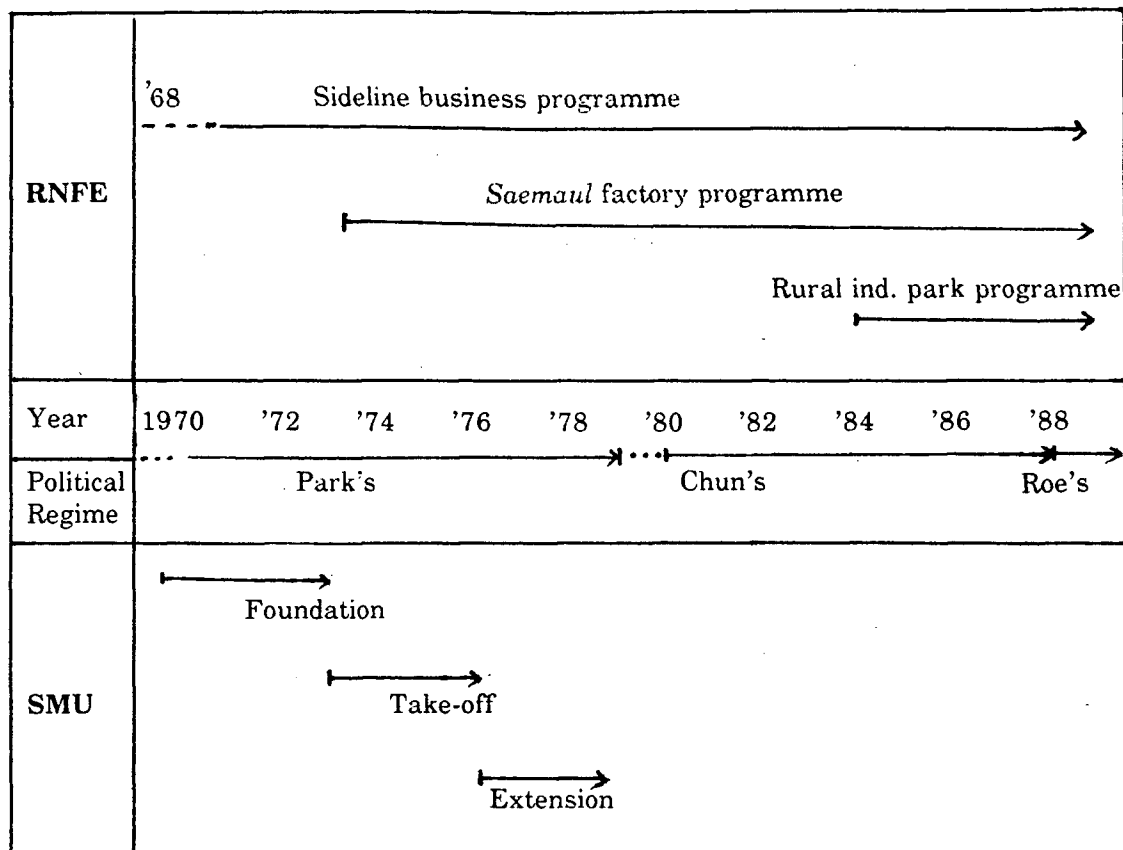 '68 Sideline business programme
RNFE
Saemaul factory programme
Rural ind. park programme
Year 1970 '72 '74 '76 '78 '80 '82 '84 '86 '88
Political Regime Park's Chun's Roe's
Foundation
SMU
Take-off
Extension